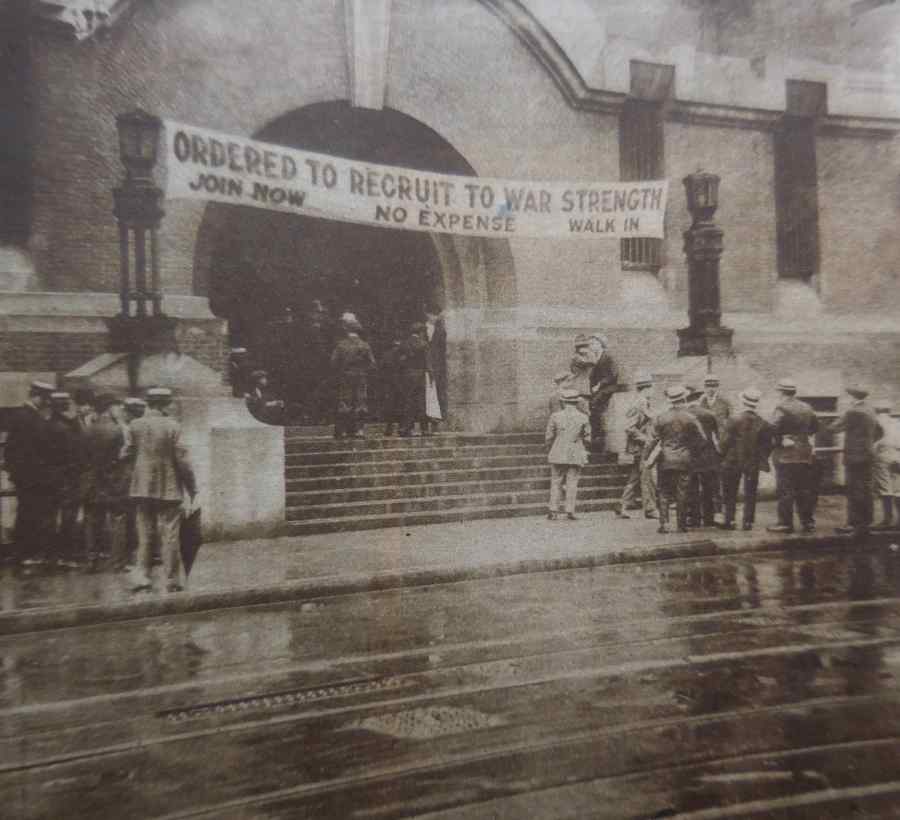 ORDERED TO RECRUIT TO WAR STRENGTH
JOIN NOW NO EXPENSE WALK IN